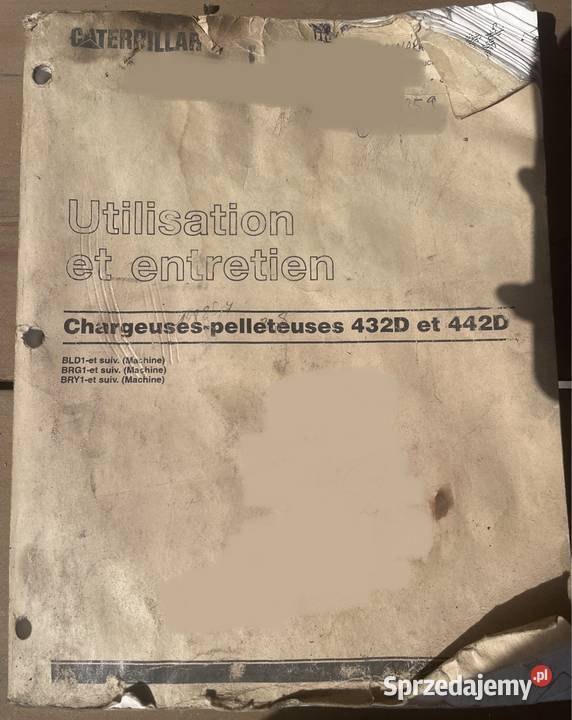 CATERPILLAR
Utilisation
et entretien
Chargeuses-pelleteuses 432D et 442D
BLD1-et suiv. (Machine)
BRG1-et suiv. (Machine)
BRY1-et suiv. (Machine)
Sprzedajemy.pl